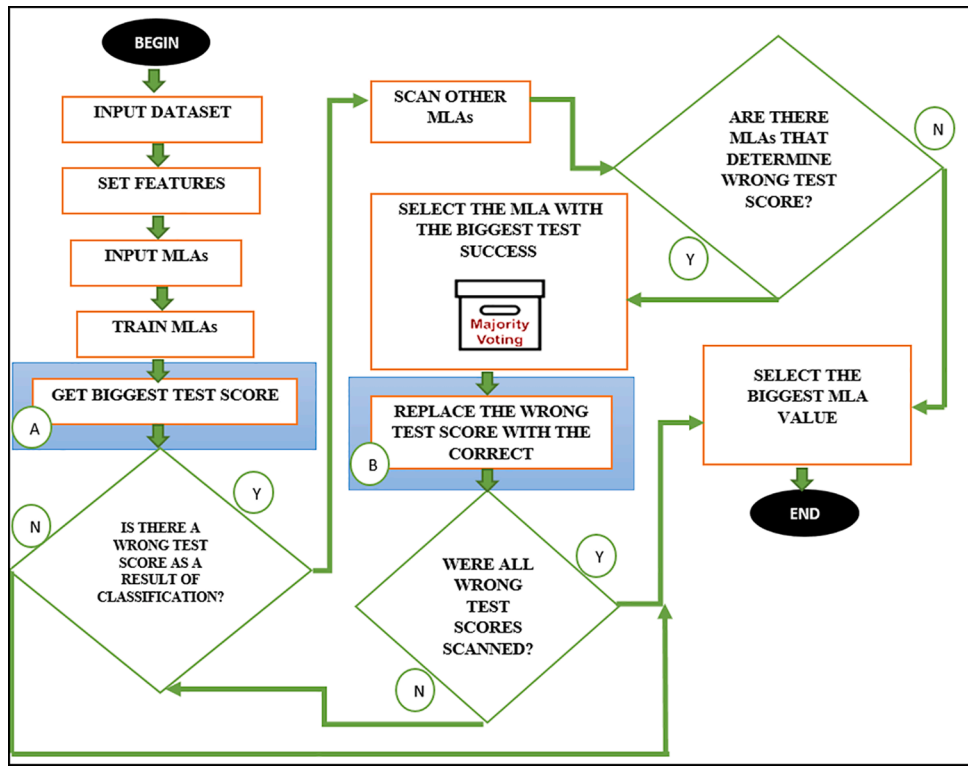 BEGIN
INPUT DATASET
SET FEATURES
INPUT MLAs
TRAIN MLAs
GET BIGGEST TEST SCORE
A
N
Y
IS THERE A
WRONG TEST
SCORE AS A
RESULT OF
CLASSIFICATION?
SCAN OTHER
MLAs
ARE THERE
MLAs THAT
DETERMINE
WRONG TEST
SCORE?
N
Y
SELECT THE MLA WITH
THE BIGGEST TEST
SUCCESS
Majority
Voting
REPLACE THE WRONG
TEST SCORE WITH THE
CORRECT
B
WERE ALL
WRONG
TEST
SCORES
SCANNED?
Y
N
SELECT THE
BIGGEST MLA
VALUE
END